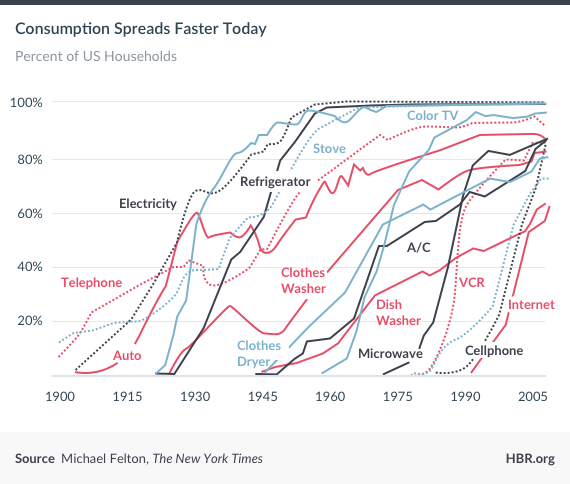 Consumption Spreads Faster Today
Percent of US Households
100%
Color TV
Stove
80%
Refrigerator
Electricity
60%
A/C
40%
Telephone
Clothes
Washer
VCR
Dish
Washer
Internet
20%
Auto
Clothes
Dryer
Microwave
Cellphone
1900 1915 1930 1945 1960 1975 1990 2005
Source Michael Felton, The New York Times
HBR.org